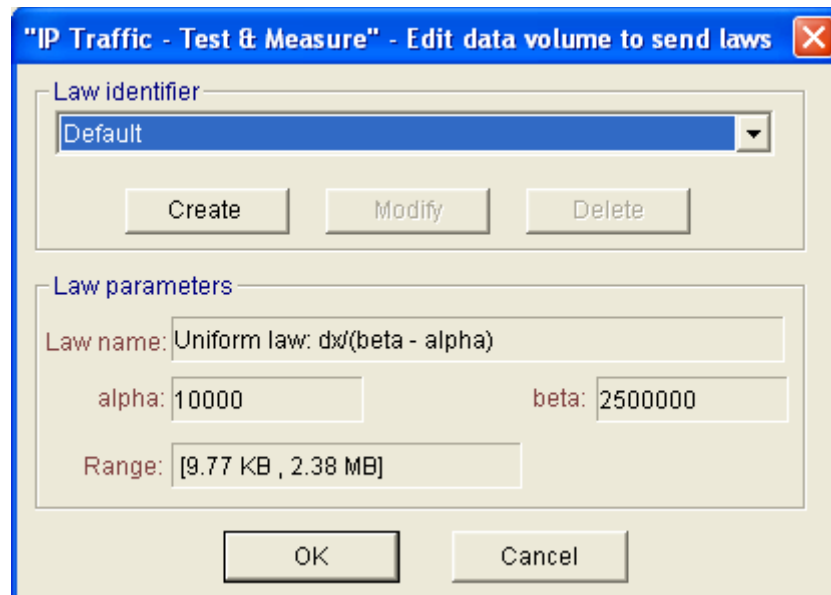 "IP Traffic - Test & Measure" - Edit data volume to send laws
Law identifier
Default
Create Modify Delete
Law parameters
Law name: Uniform law: dx/(beta - alpha)
alpha: 10000 beta: 2500000
Range: [9.77 KB , 2.38 MB]
OK Cancel